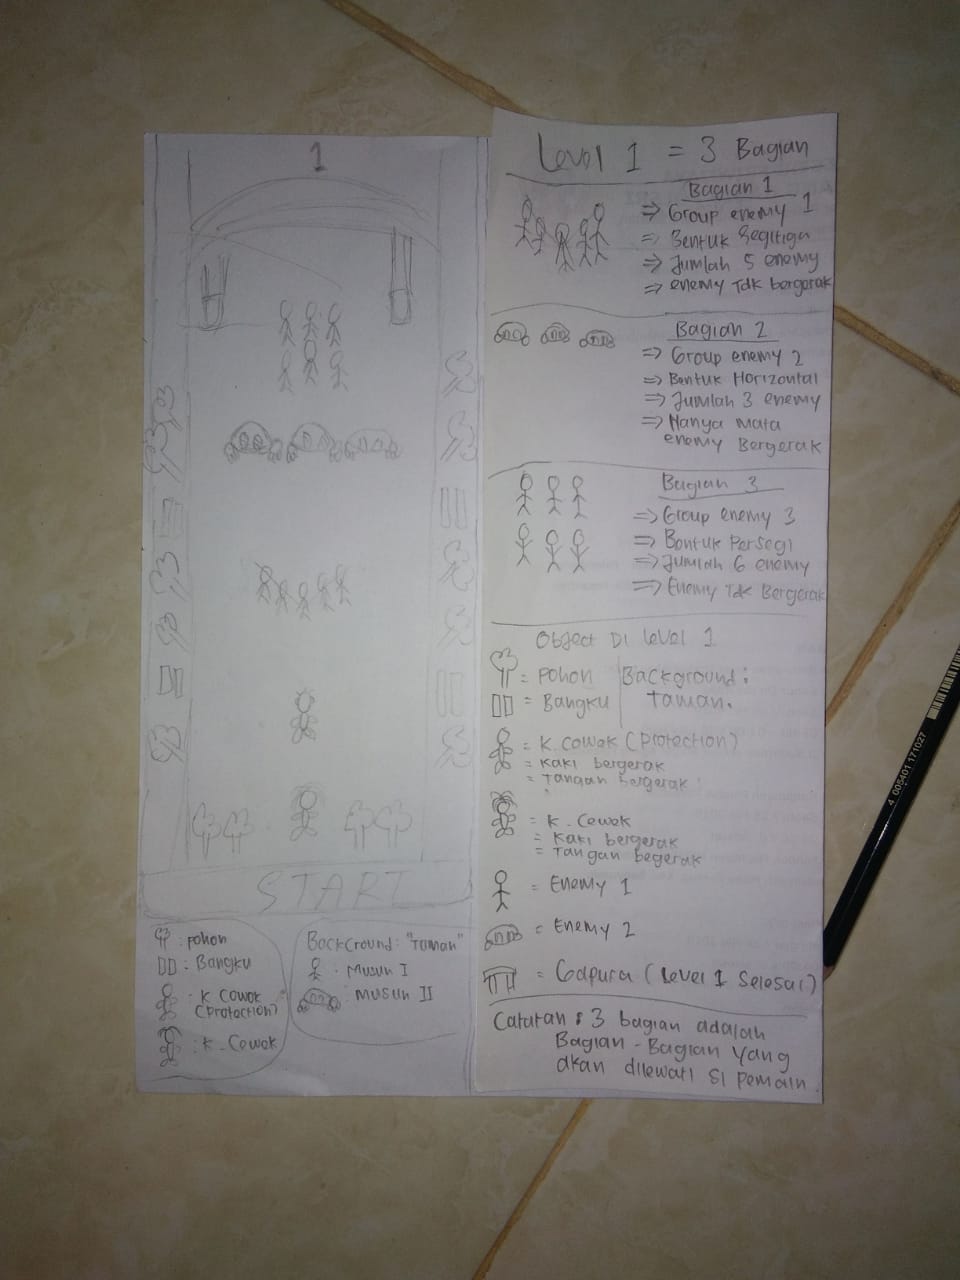 1
START
: pohon
: Bangku
: K Cowok
(Protection)
: K-Cewok
Background: "Taman"
: Musuh I
: Musuh II
Level 1 = 3 Bagian
Bagian 1
=> Group enemy 1
=> Bentuk Segitiga
=> Jumlah 5 enemy
=> enemy Tdk bergerak
Bagian 2
=> Group enemy 2
=> Bentuk Horizontal
=> Jumlah 3 enemy
=> Hanya Mata
enemy Bergerak
Bagian 3
=> Group enemy 3
=> Bentuk Persegi
=> Jumlah 6 enemy
=> Enemy Tdk Bergerak
Object Di level 1
= Pohon
= Bangku
Background :
Taman.
= K. Cowok (Protection)
= Kaki bergerak
= Tangan bergerak
= K - Cewok
= Kaki bergerak
= Tangan begerak
= Enemy 1
= Enemy 2
= Gapura (Level 1 Selesai)
Catatan : 3 bagian adalah
Bagian - Bagian Yang
akan dilewati si pemain.
4 005401 171027